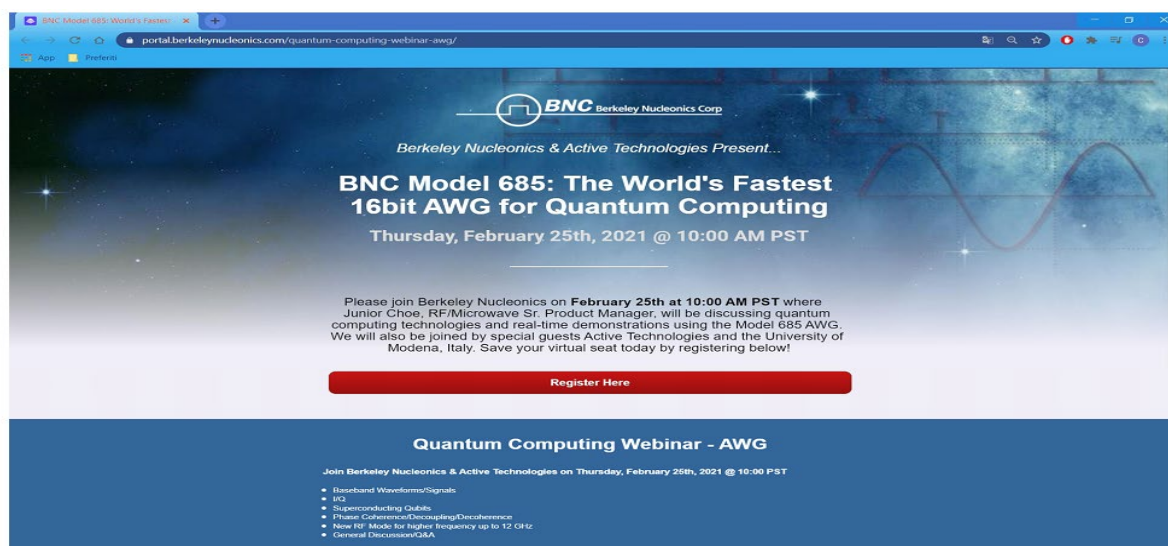 BNC Model 685: World's Fastest
portal.berkeleynucleonics.com/quantum-computing-webinar-awg/
App Preferiti
BNC Berkeley Nucleonics Corp
Berkeley Nucleonics & Active Technologies Present...
BNC Model 685: The World's Fastest
16bit AWG for Quantum Computing
Thursday, February 25th, 2021 @ 10:00 AM PST
Please join Berkeley Nucleonics on February 25th at 10:00 AM PST where
Junior Choe, RF/Microwave Sr. Product Manager, will be discussing quantum
computing technologies and real-time demonstrations using the Model 685 AWG.
We will also be joined by special guests Active Technologies and the University of
Modena, Italy. Save your virtual seat today by registering below!
Register Here
Quantum Computing Webinar - AWG
Join Berkeley Nucleonics & Active Technologies on Thursday, February 25th, 2021 @ 10:00 PST
Baseband Waveforms/Signals
I/Q
Superconducting Qubits
Phase Coherence/Decoupling/Decoherence
New RF Mode for higher frequency up to 12 GHz
General Discussion/Q&A